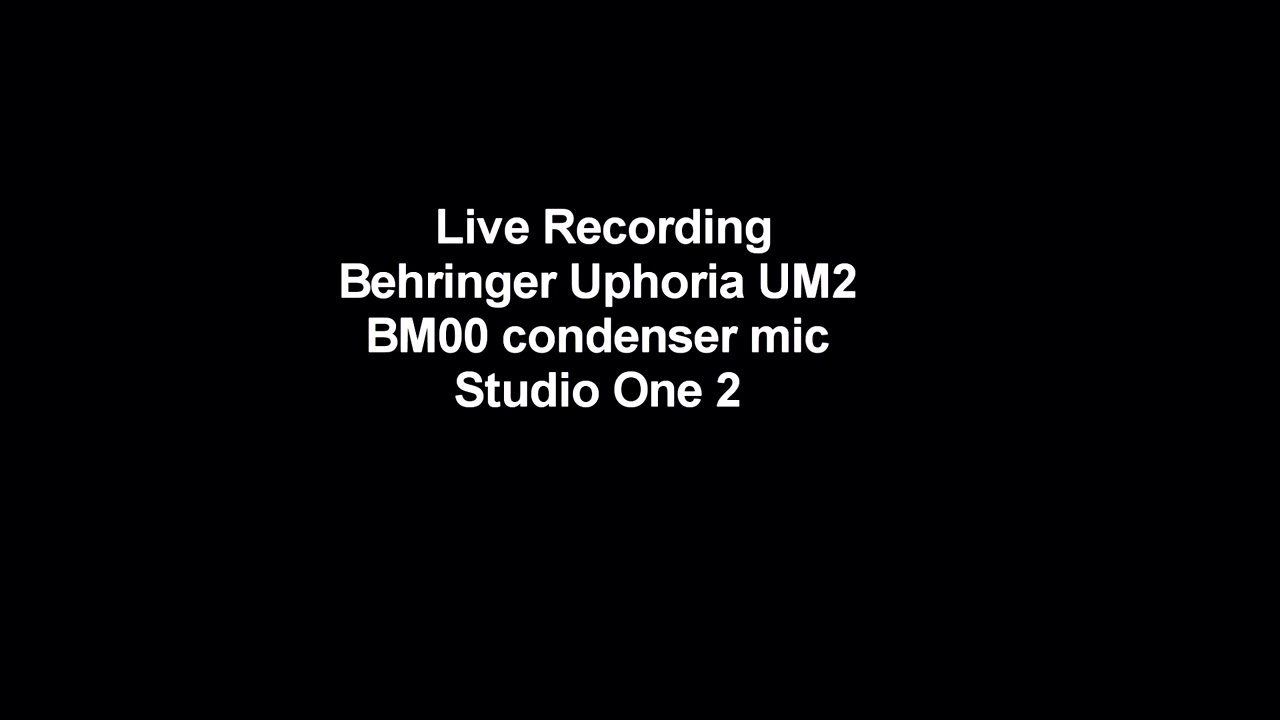 Live Recording
Behringer Uphoria UM2
BM00 condenser mic
Studio One 2